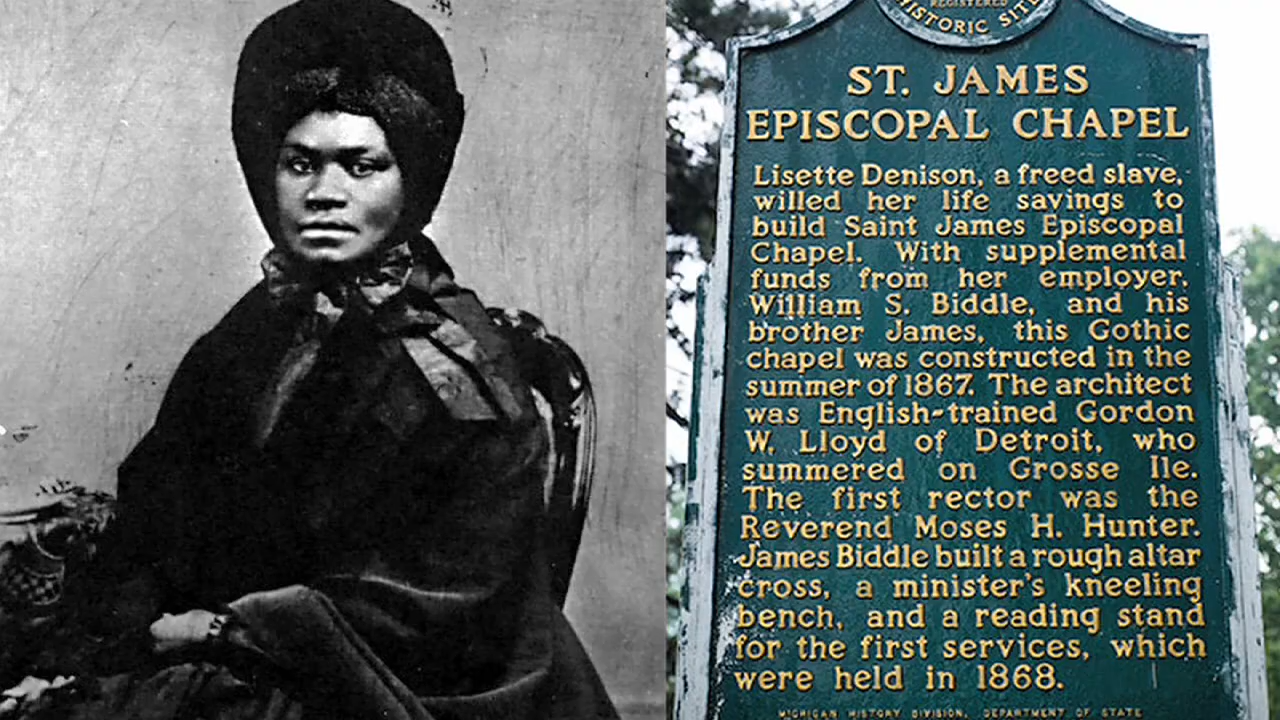 REGISTERED
HISTORIC SITE
ST. JAMES
EPISCOPAL CHAPEL
Lisette Denison, a freed slave,
willed her life savings to
build Saint James Episcopal
Chapel. With supplemental
funds from her employer,
William S. Biddle, and his
brother James, this Gothic
chapel was constructed in the
summer of 1867. The architect
was English-trained Gordon
W. Lloyd of Detroit, who
summered on Grosse Ile.
The first rector was the
Reverend Moses H. Hunter.
James Biddle built a rough altar
cross, a minister's kneeling
bench, and a reading stand
for the first services, which
were held in 1868.
MICHIGAN HISTORY DIVISION, DEPARTMENT OF STATE